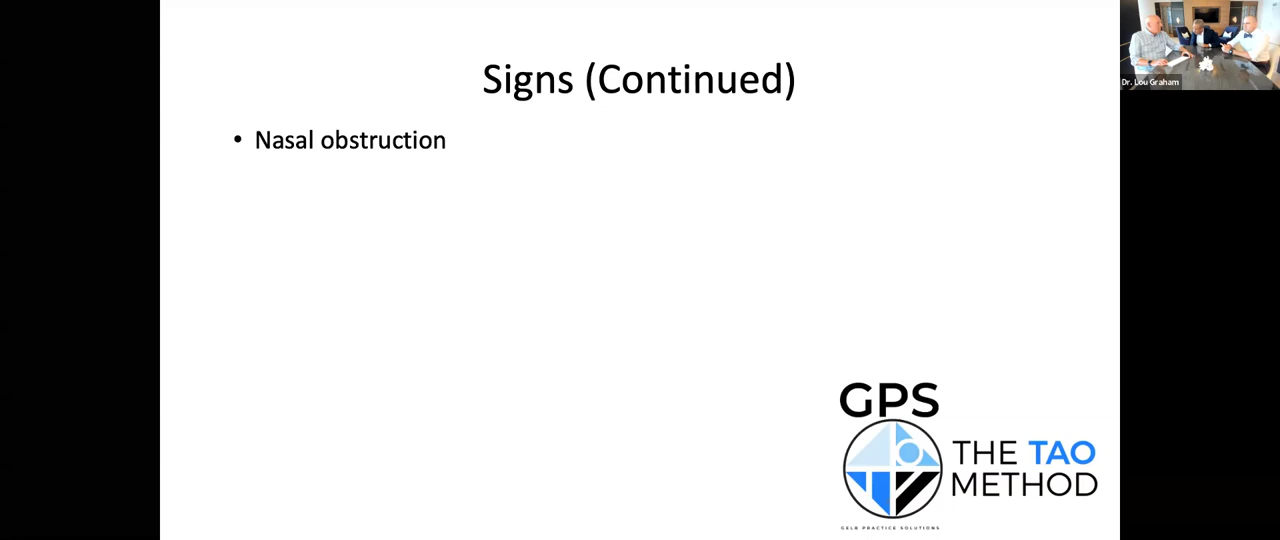 Signs (Continued)
• Nasal obstruction
Dr. Lou Graham
GPS
THE TAO
METHOD
GELB PRACTICE SOLUTIONS